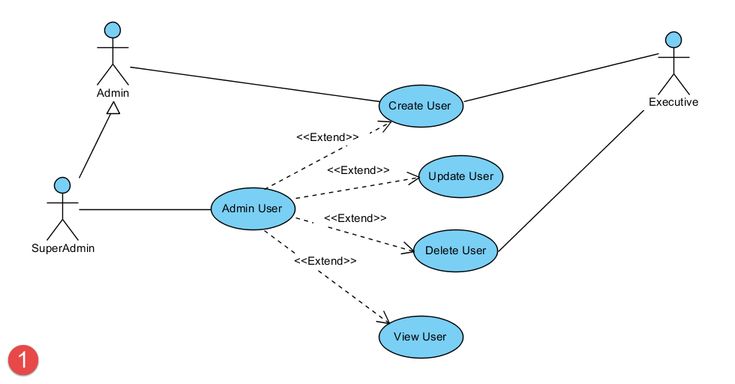 Admin
Executive
Create User
<<Extend>>
<<Extend>>
Update User
SuperAdmin
Admin User
<<Extend>>
Delete User
<<Extend>>
View User
1